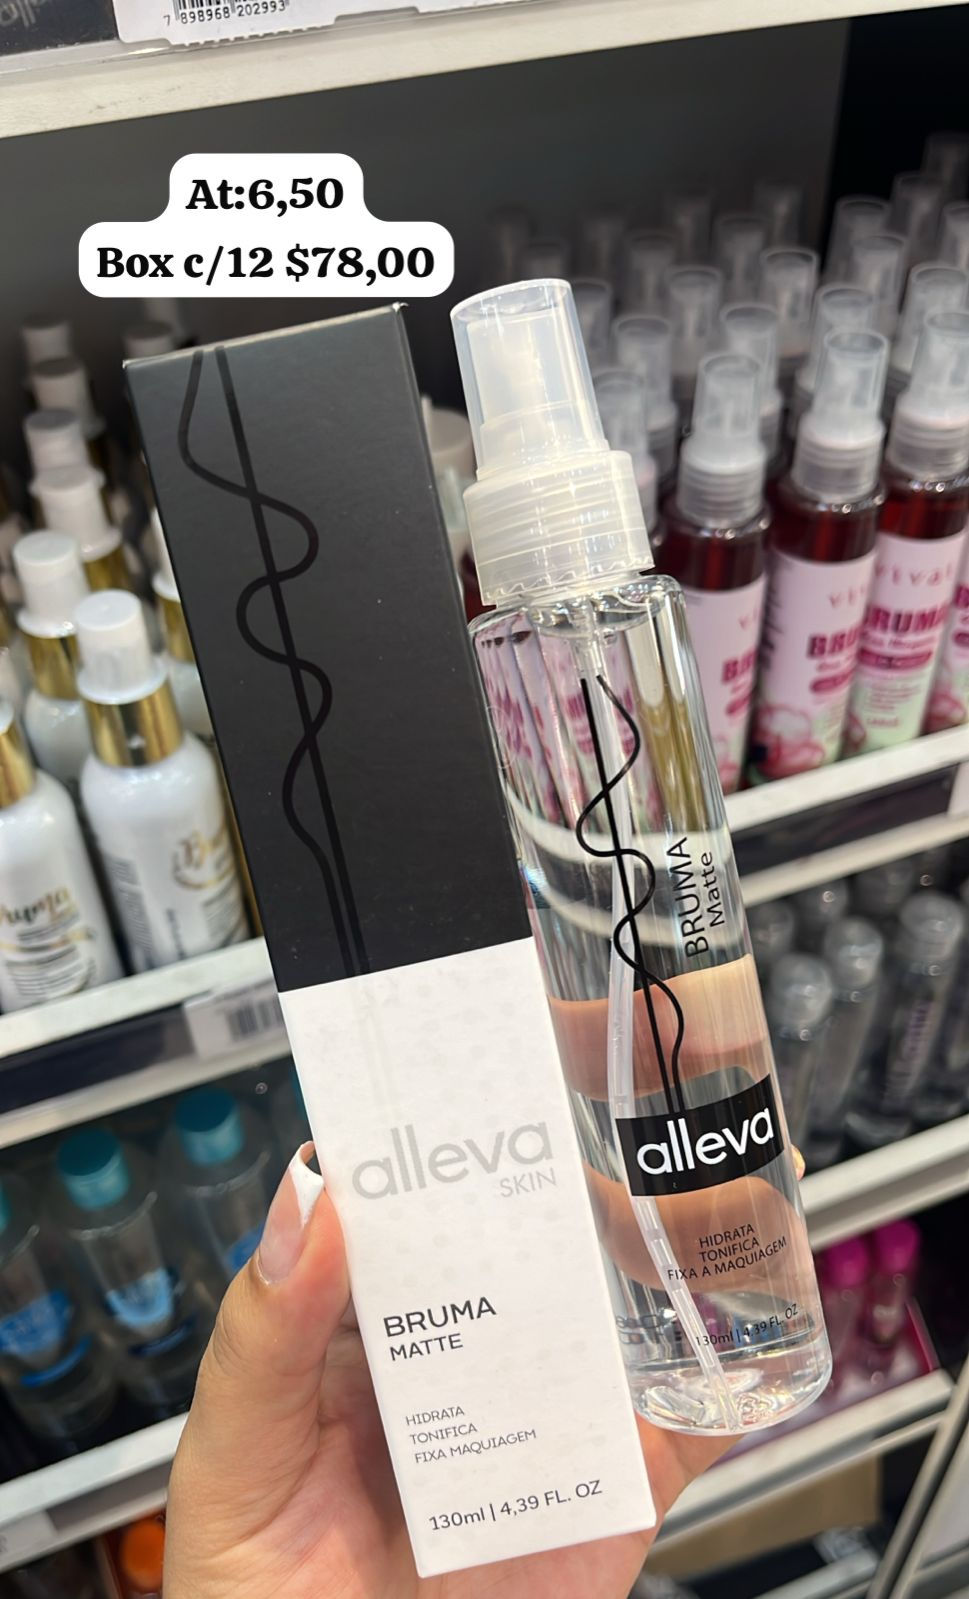 7 898968 202993
At:6,50
Box c/12 $78,00
BRUMA
Matte
alleva
HIDRATA
TONIFICA
FIXA A MAQUIAGEM
130ml | 4,39 FL. OZ
alleva
SKIN
BRUMA
MATTE
HIDRATA
TONIFICA
FIXA MAQUIAGEM
130ml | 4,39 FL. OZ
BRUMA